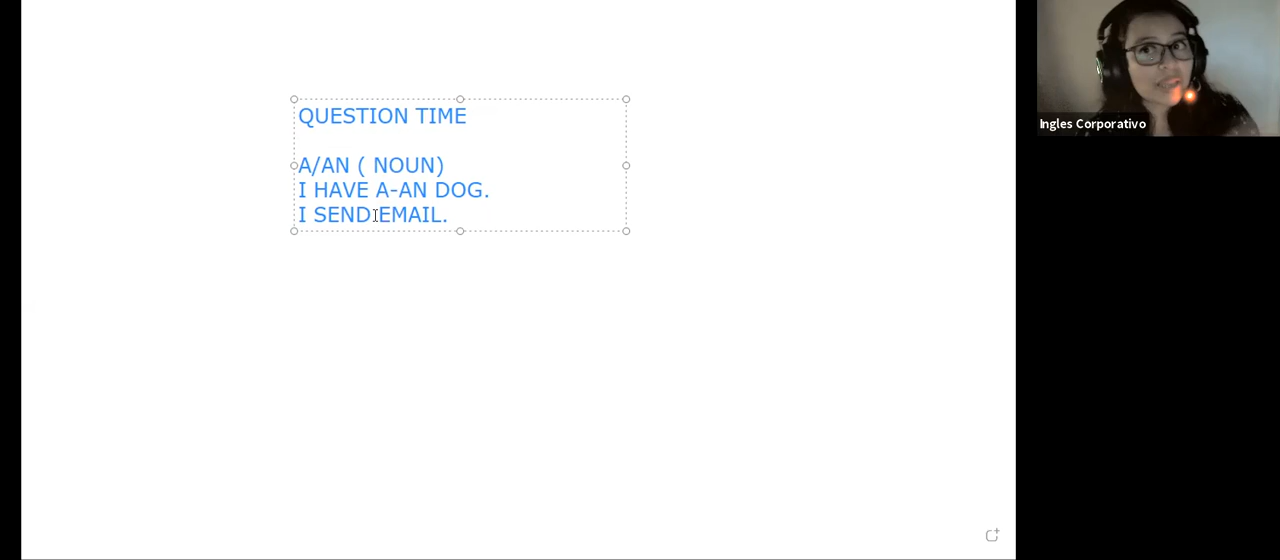 QUESTION TIME
A/AN ( NOUN)
I HAVE A-AN DOG.
I SEND EMAIL.
Ingles Corporativo